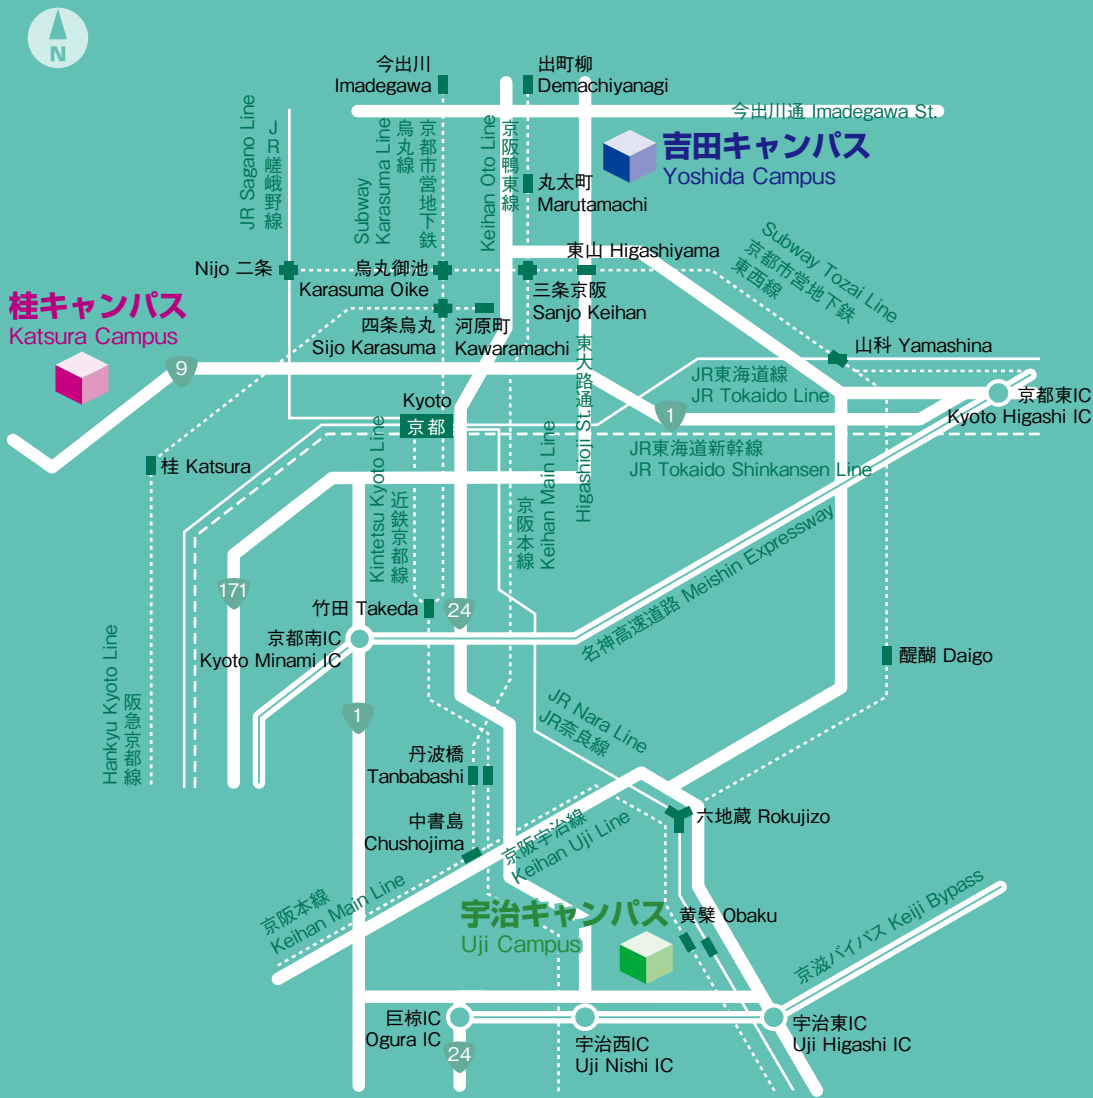 N
今出川
Imadegawa
出町柳
Demachiyanagi
今出川通 Imadegawa St.
JR Sagano Line
JR嵯峨野線
Subway
Karasuma Line
烏丸線
京都市営地下鉄
Keihan Oto Line
京阪鴨東線
吉田キャンパス
Yoshida Campus
丸太町
Marutamachi
Nijo 二条
烏丸御池
Karasuma Oike
東山 Higashiyama
三条京阪
Sanjo Keihan
Subway Tozai Line
京都市営地下鉄
東西線
桂キャンパス
Katsura Campus
四条烏丸
Sijo Karasuma
河原町
Kawaramachi
山科 Yamashina
9
JR東海道線
JR Tokaido Line
京都東IC
Kyoto Higashi IC
Kyoto
京都
1
東大路通
Higashioji St.
JR東海道新幹線
JR Tokaido Shinkansen Line
桂 Katsura
Kintetsu Kyoto Line
近鉄京都線
京阪本線
Keihan Main Line
171
竹田 Takeda
24
京都南IC
Kyoto Minami IC
名神高速道路 Meishin Expressway
醍醐 Daigo
Hankyu Kyoto Line
阪急京都線
1
JR Nara Line
JR奈良線
丹波橋
Tanbabashi
中書島
Chushojima
京阪宇治線
Keihan Uji Line
六地蔵 Rokujizo
京阪本線
Keihan Main Line
宇治キャンパス
Uji Campus
黄檗 Obaku
京滋バイパス Keiji Bypass
巨椋IC
Ogura IC
24
宇治西IC
Uji Nishi IC
宇治東IC
Uji Higashi IC